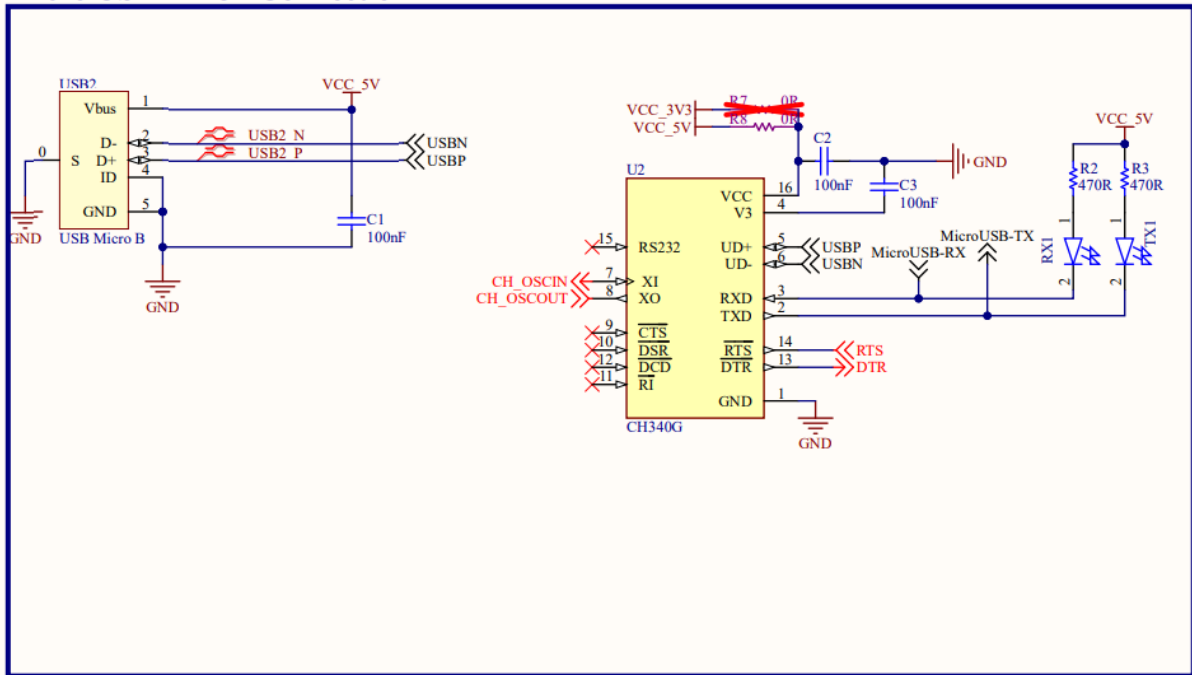 USB2
Vbus
1
D-
2
D+
3
ID
4
GND
5
S
0
USB Micro B
GND
VCC_5V
USB2_N
USB2_P
USBN
USBP
C1
100nF
GND
VCC_3V3
R7 0R
VCC_5V
R8 0R
C2
100nF
C3
100nF
GND
U2
VCC
16
V3
4
15
RS232
UD+
5
USBP
UD-
6
USBN
CH_OSCIN
7
XI
CH_OSCOUT
8
XO
RXD
3
TXD
2
9
CTS
10
DSR
12
DCD
11
RI
RTS
14
RTS
DTR
13
DTR
GND
1
GND
CH340G
MicroUSB-RX
MicroUSB-TX
VCC_5V
R2
470R
R3
470R
1
RX1
2
1
TX1
2